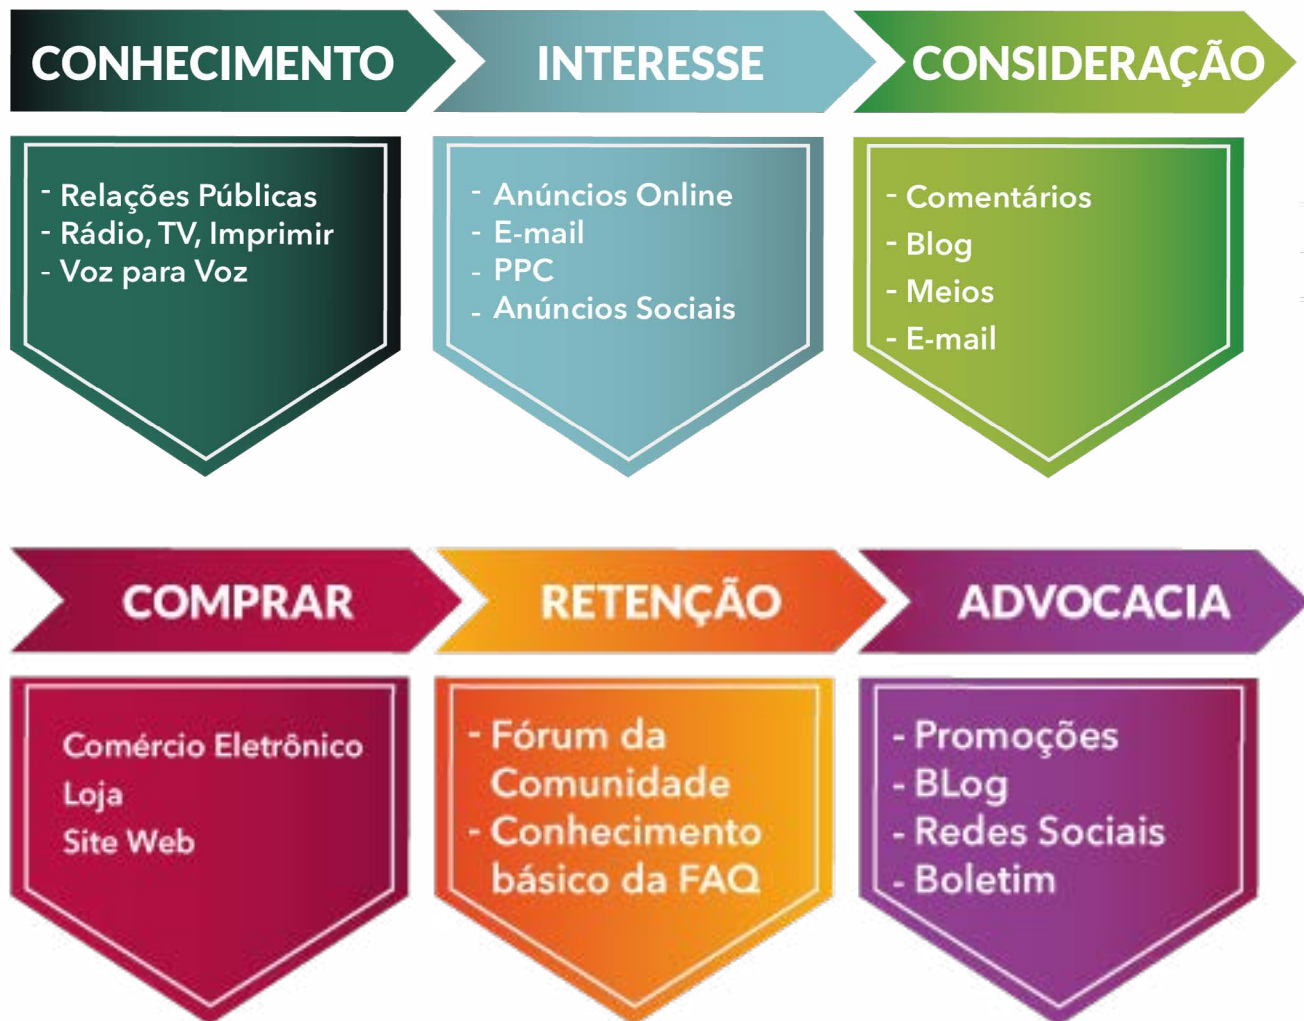 CONHECIMENTO
INTERESSE
CONSIDERAÇÃO
- Relações Públicas
- Rádio, TV, Imprimir
- Voz para Voz
- Anúncios Online
- E-mail
- PPC
- Anúncios Sociais
- Comentários
- Blog
- Meios
- E-mail
COMPRAR
RETENÇÃO
ADVOCACIA
Comércio Eletrônico
Loja
Site Web
- Fórum da
Comunidade
- Conhecimento
básico da FAQ
- Promoções
- BLog
- Redes Sociais
- Boletim